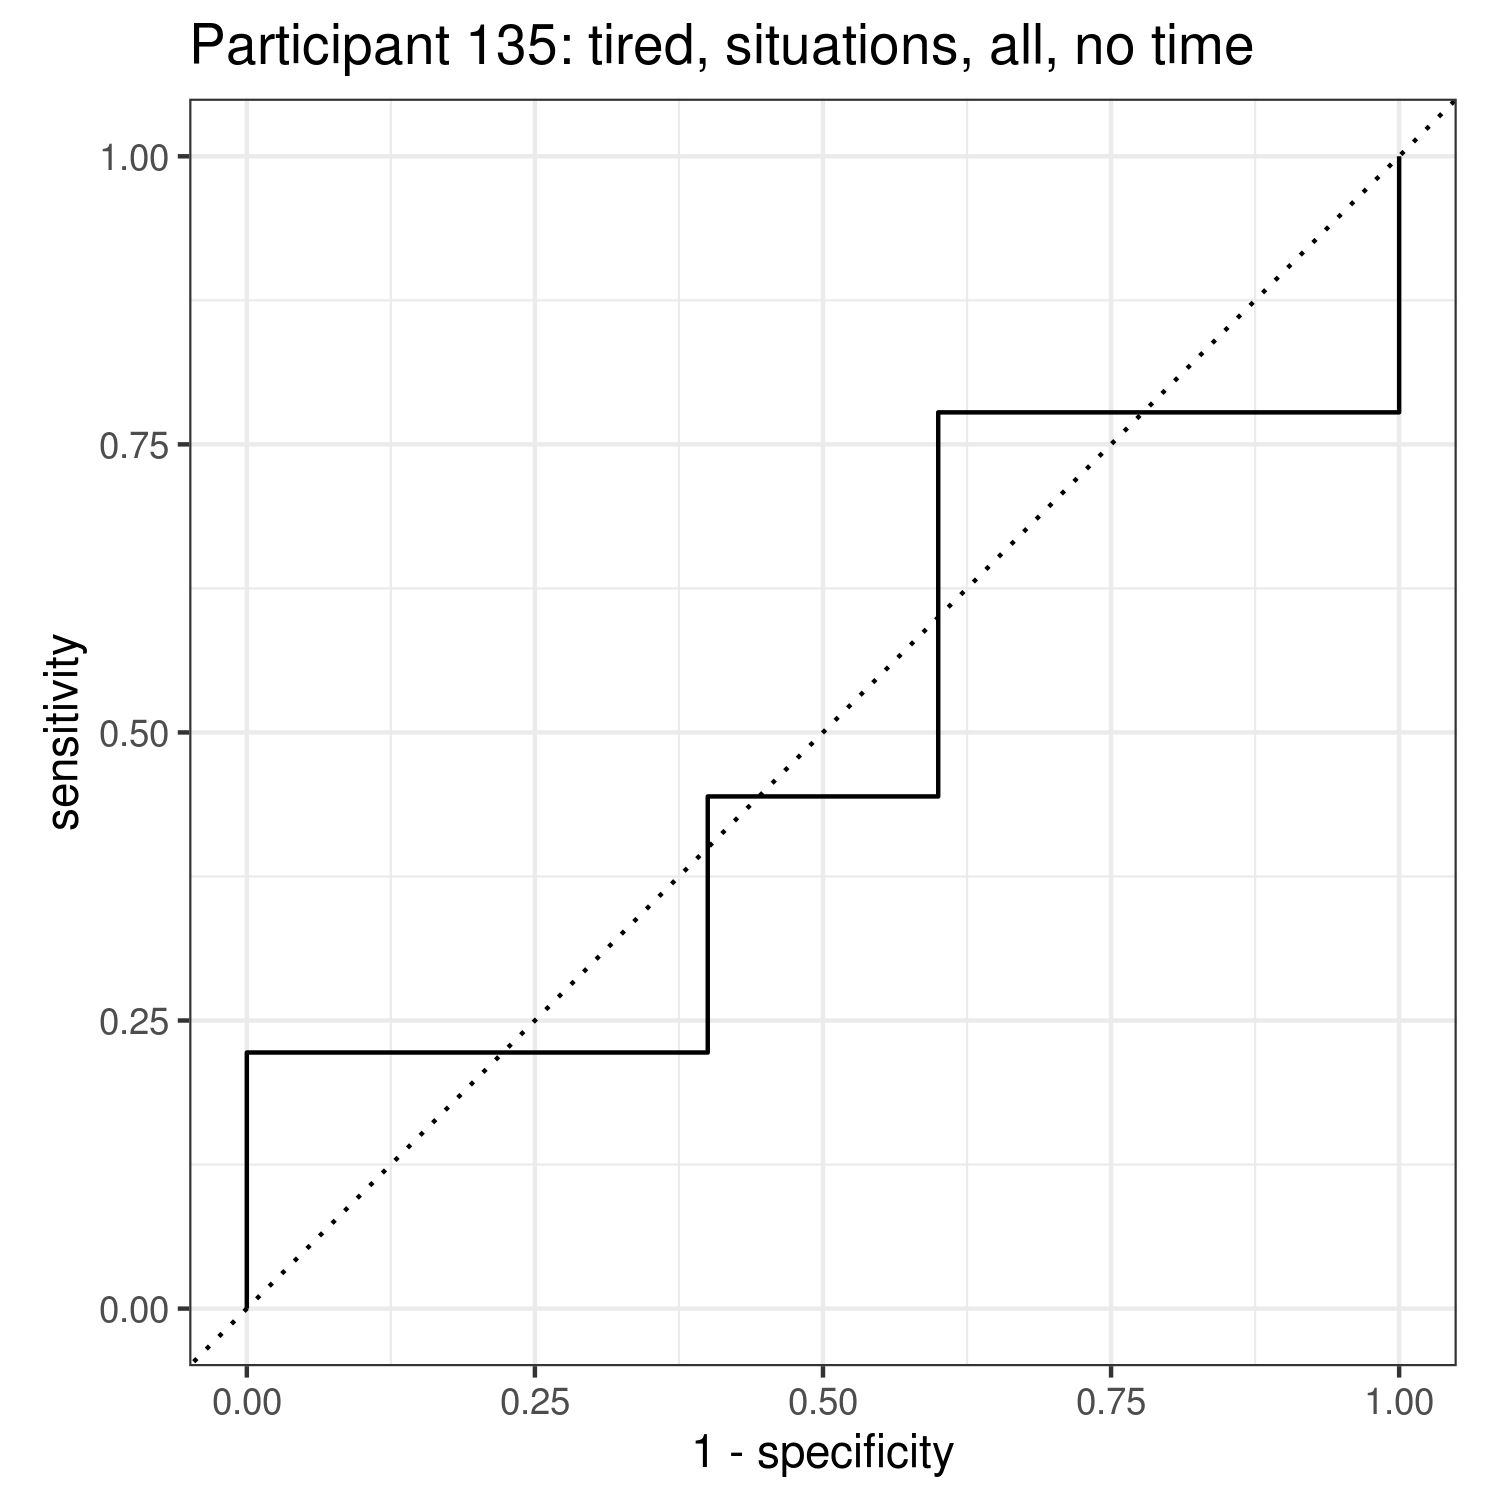 Participant 135: tired, situations, all, no time
1.00
0.75
0.50
0.25
0.00
sensitivity
0.00 0.25 0.50 0.75 1.00
1 - specificity